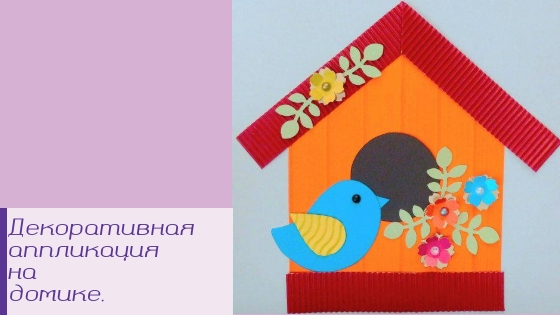 Декоративная
аппликация
на
домике.